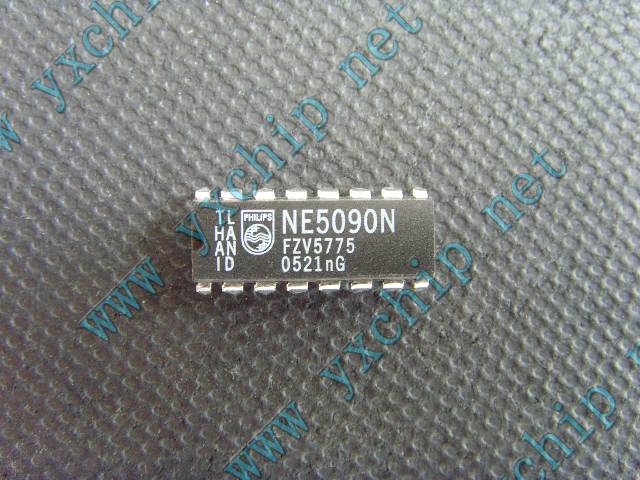 www yxchip net
www yxchip net
TL
HA
AN
ID
PHILIPS
NE5090N
FZV5775
0521nG
www yxchip net
yxchip net